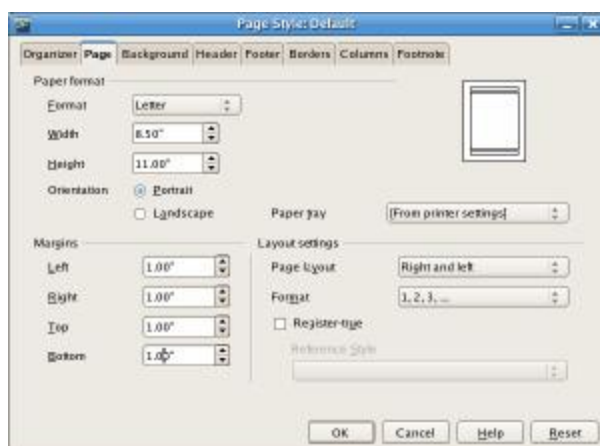 Page Style: Default
Organizer Page Background Header Footer Borders Columns Footnote
Paper format
Format Letter
Width 8.50"
Height 11.00"
Orientation Portrait
Landscape Paper tray [From printer settings]
Margins Layout settings
Left 1.00" Page layout Right and left
Right 1.00" Format 1, 2, 3, ...
Top 1.00" Register-true
Reference Style
Bottom 1.00"
OK Cancel Help Reset